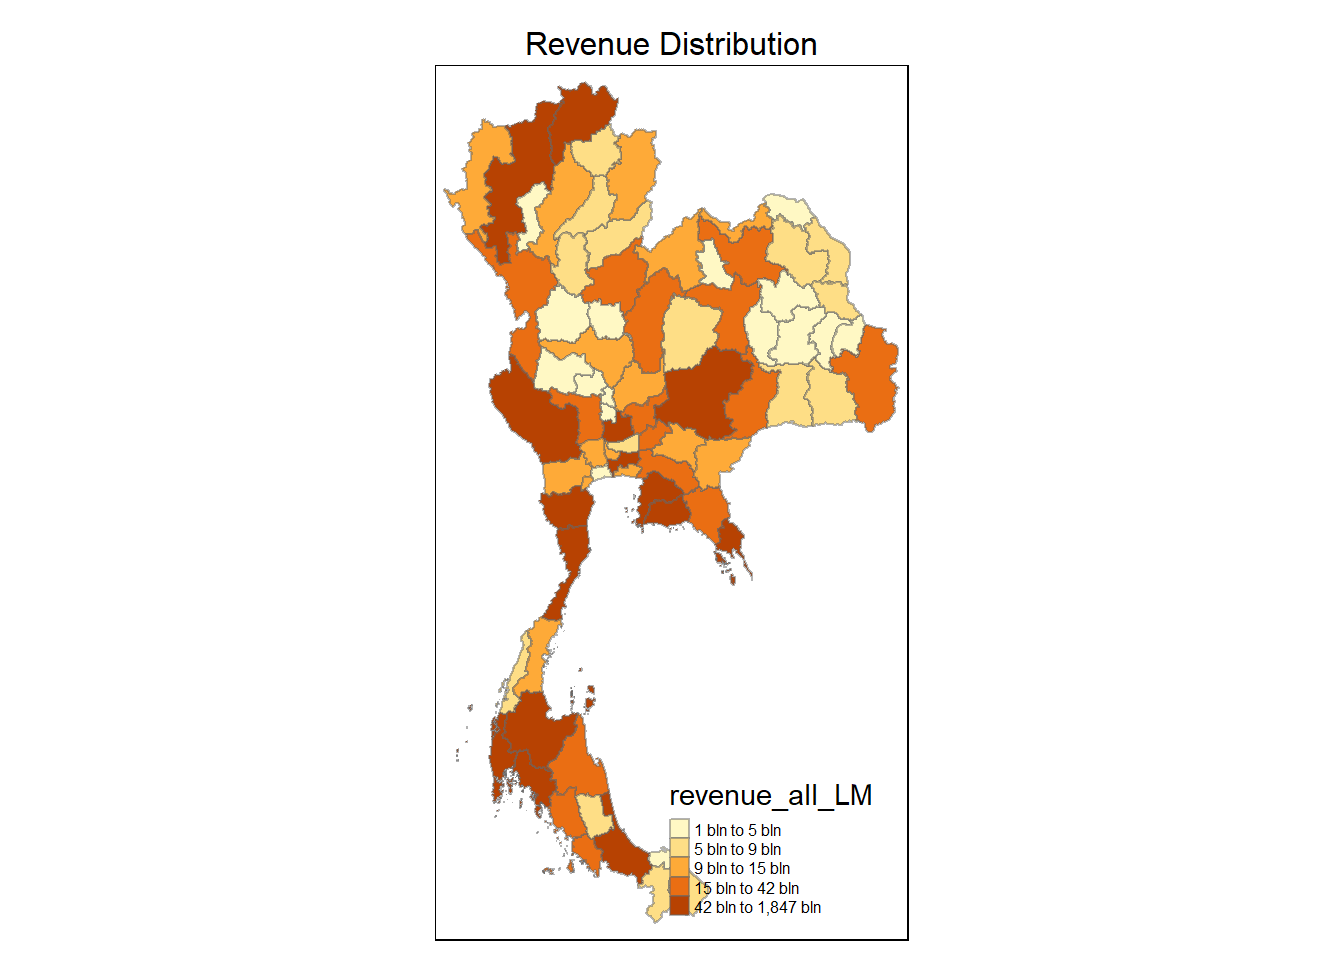 Revenue Distribution
revenue_all_LM
1 bln to 5 bln
5 bln to 9 bln
9 bln to 15 bln
15 bln to 42 bln
42 bln to 1,847 bln